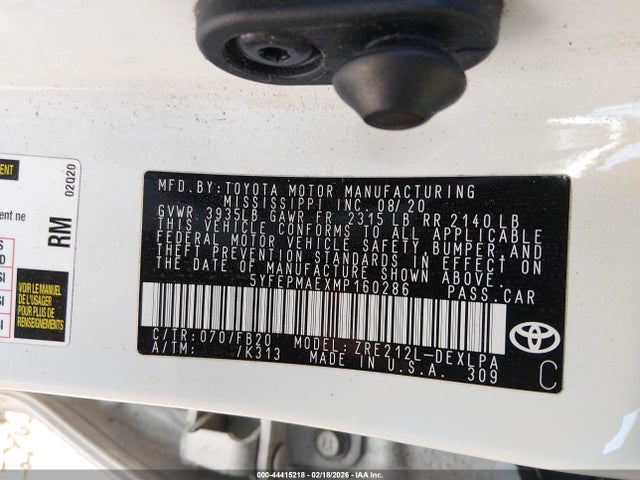 MENT
RM
02Q20
VOIR LE MANUEL
DE L'USAGER
POUR PLUS DE
RENSEIGNEMENTS
MFD. BY: TOYOTA MOTOR MANUFACTURING
MISSISSIPPI INC. 08/20
GVWR 3935LB GAWR FR 2315 LB RR 2140 LB
THIS VEHICLE CONFORMS TO ALL APPLICABLE
FEDERAL MOTOR VEHICLE SAFETY, BUMPER, AND
THEFT PREVENTION STANDARDS IN EFFECT ON
THE DATE OF MANUFACTURE SHOWN ABOVE.
5YFEPMAEXMP160286 PASS. CAR
C/TR: 070/FB20 MODEL: ZRE212L-DEXLPA
A/TM: /K313 MADE IN U.S.A. 309
TOYOTA
C
000-44415218 - 02/18/2026 - IAA Inc.